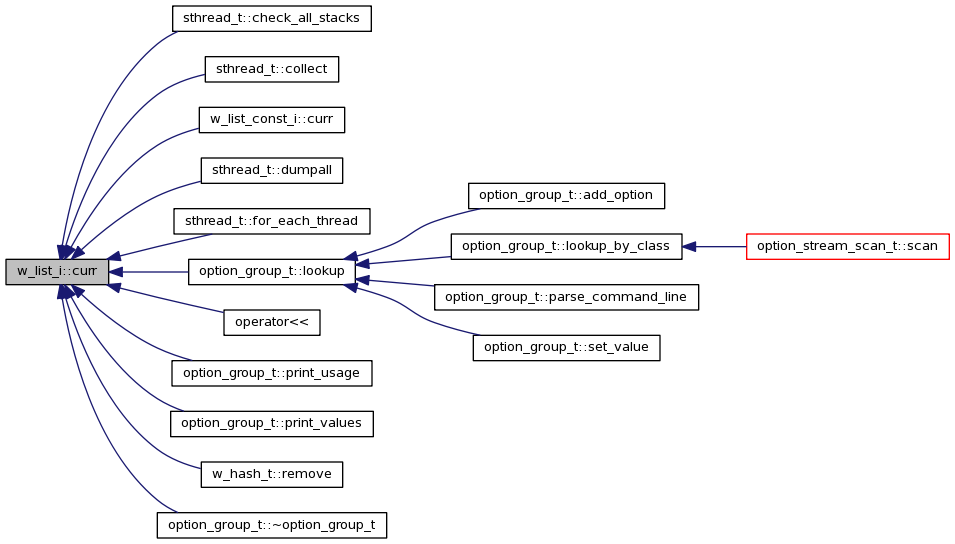 sthread_t::check_all_stacks
sthread_t::collect
w_list_const_i::curr
sthread_t::dumpall
option_group_t::add_option
sthread_t::for_each_thread
option_group_t::lookup_by_class
option_stream_scan_t::scan
w_list_i::curr
option_group_t::lookup
option_group_t::parse_command_line
operator<<
option_group_t::set_value
option_group_t::print_usage
option_group_t::print_values
w_hash_t::remove
option_group_t::~option_group_t